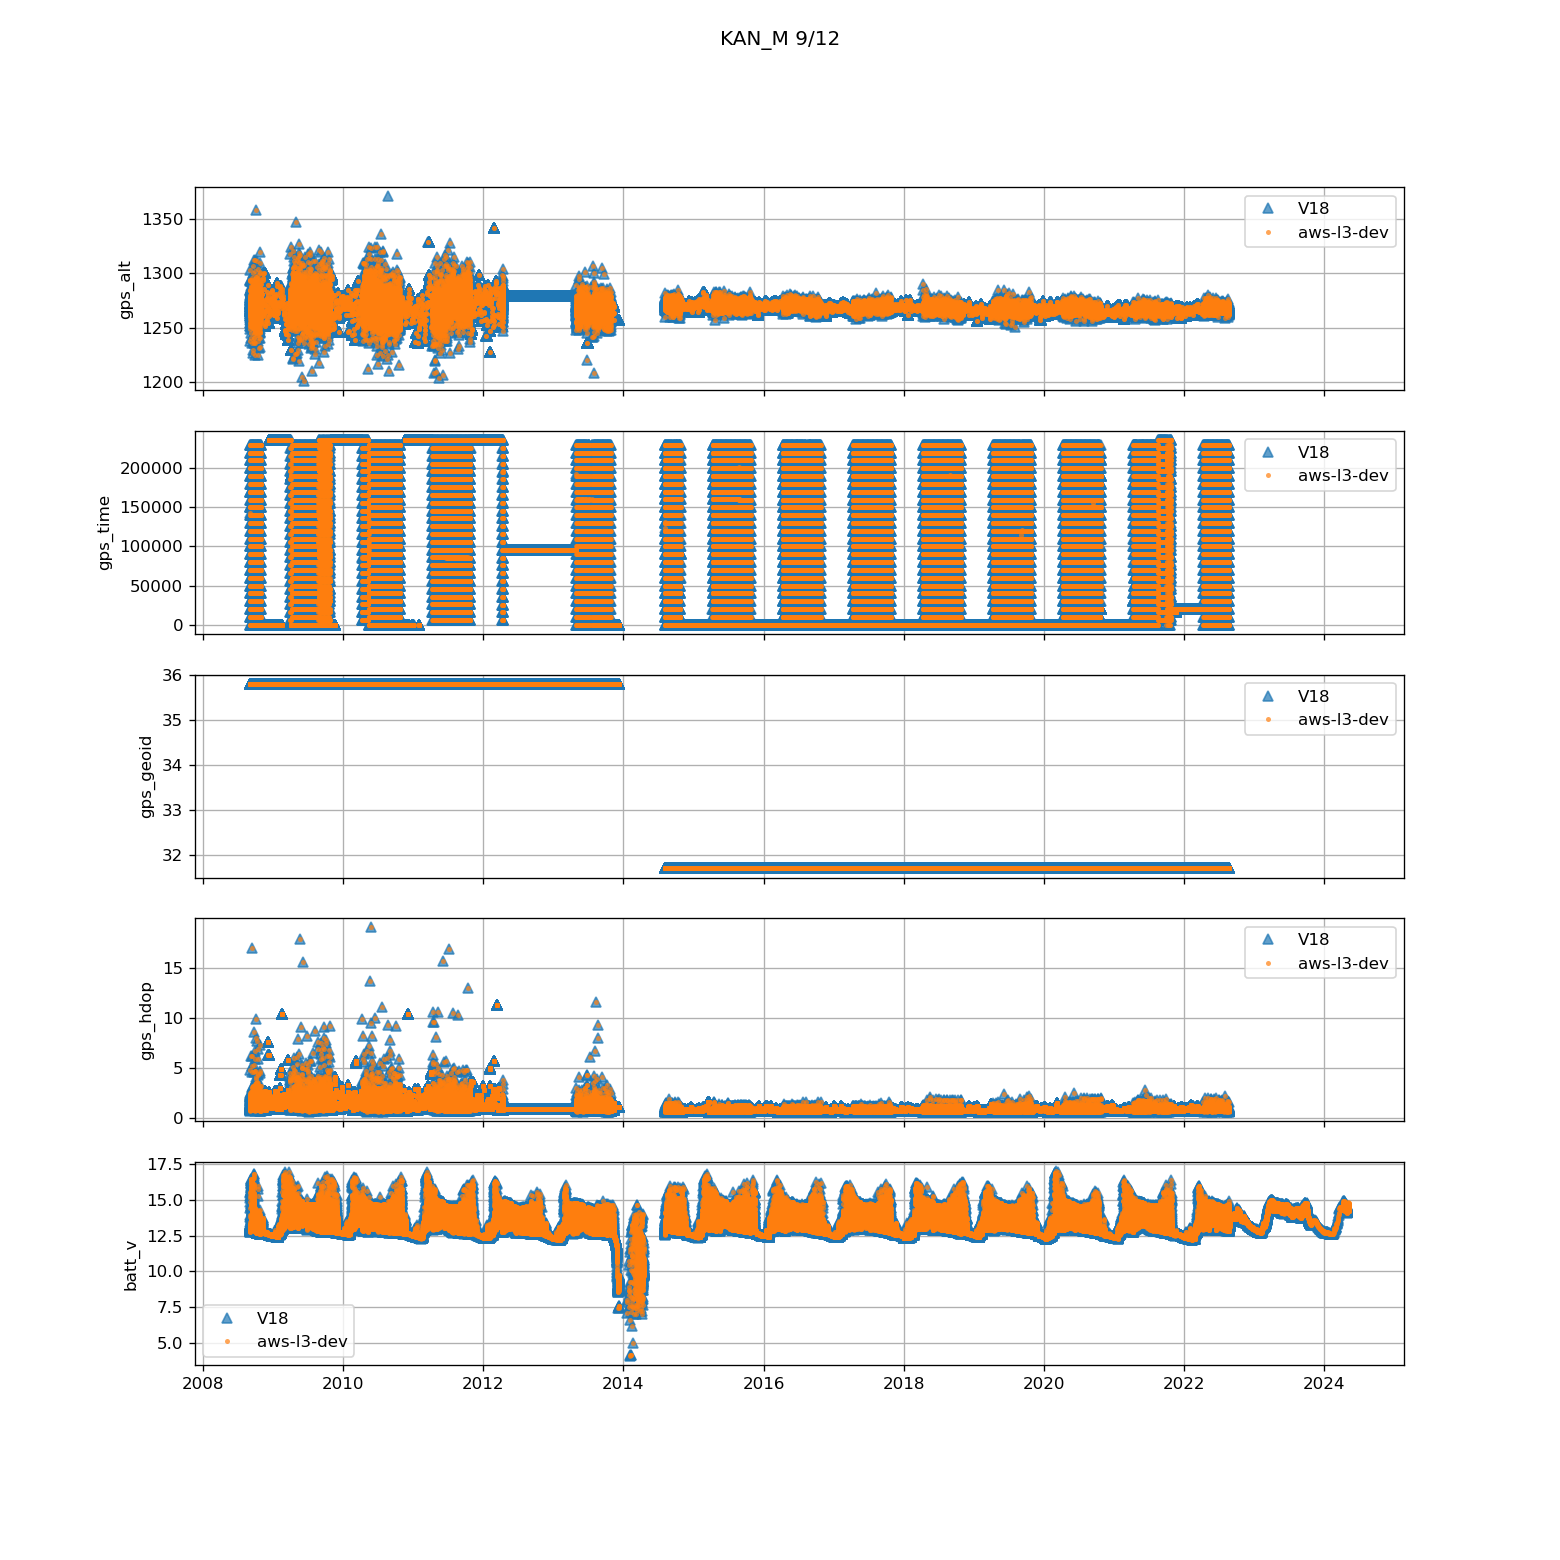 KAN_M 9/12
gps_alt
1350
1300
1250
1200
V18
aws-l3-dev
gps_time
200000
150000
100000
50000
0
V18
aws-l3-dev
gps_geoid
36
35
34
33
32
V18
aws-l3-dev
gps_hdop
15
10
5
0
V18
aws-l3-dev
batt_v
17.5
15.0
12.5
10.0
7.5
5.0
V18
aws-l3-dev
2008 2010 2012 2014 2016 2018 2020 2022 2024